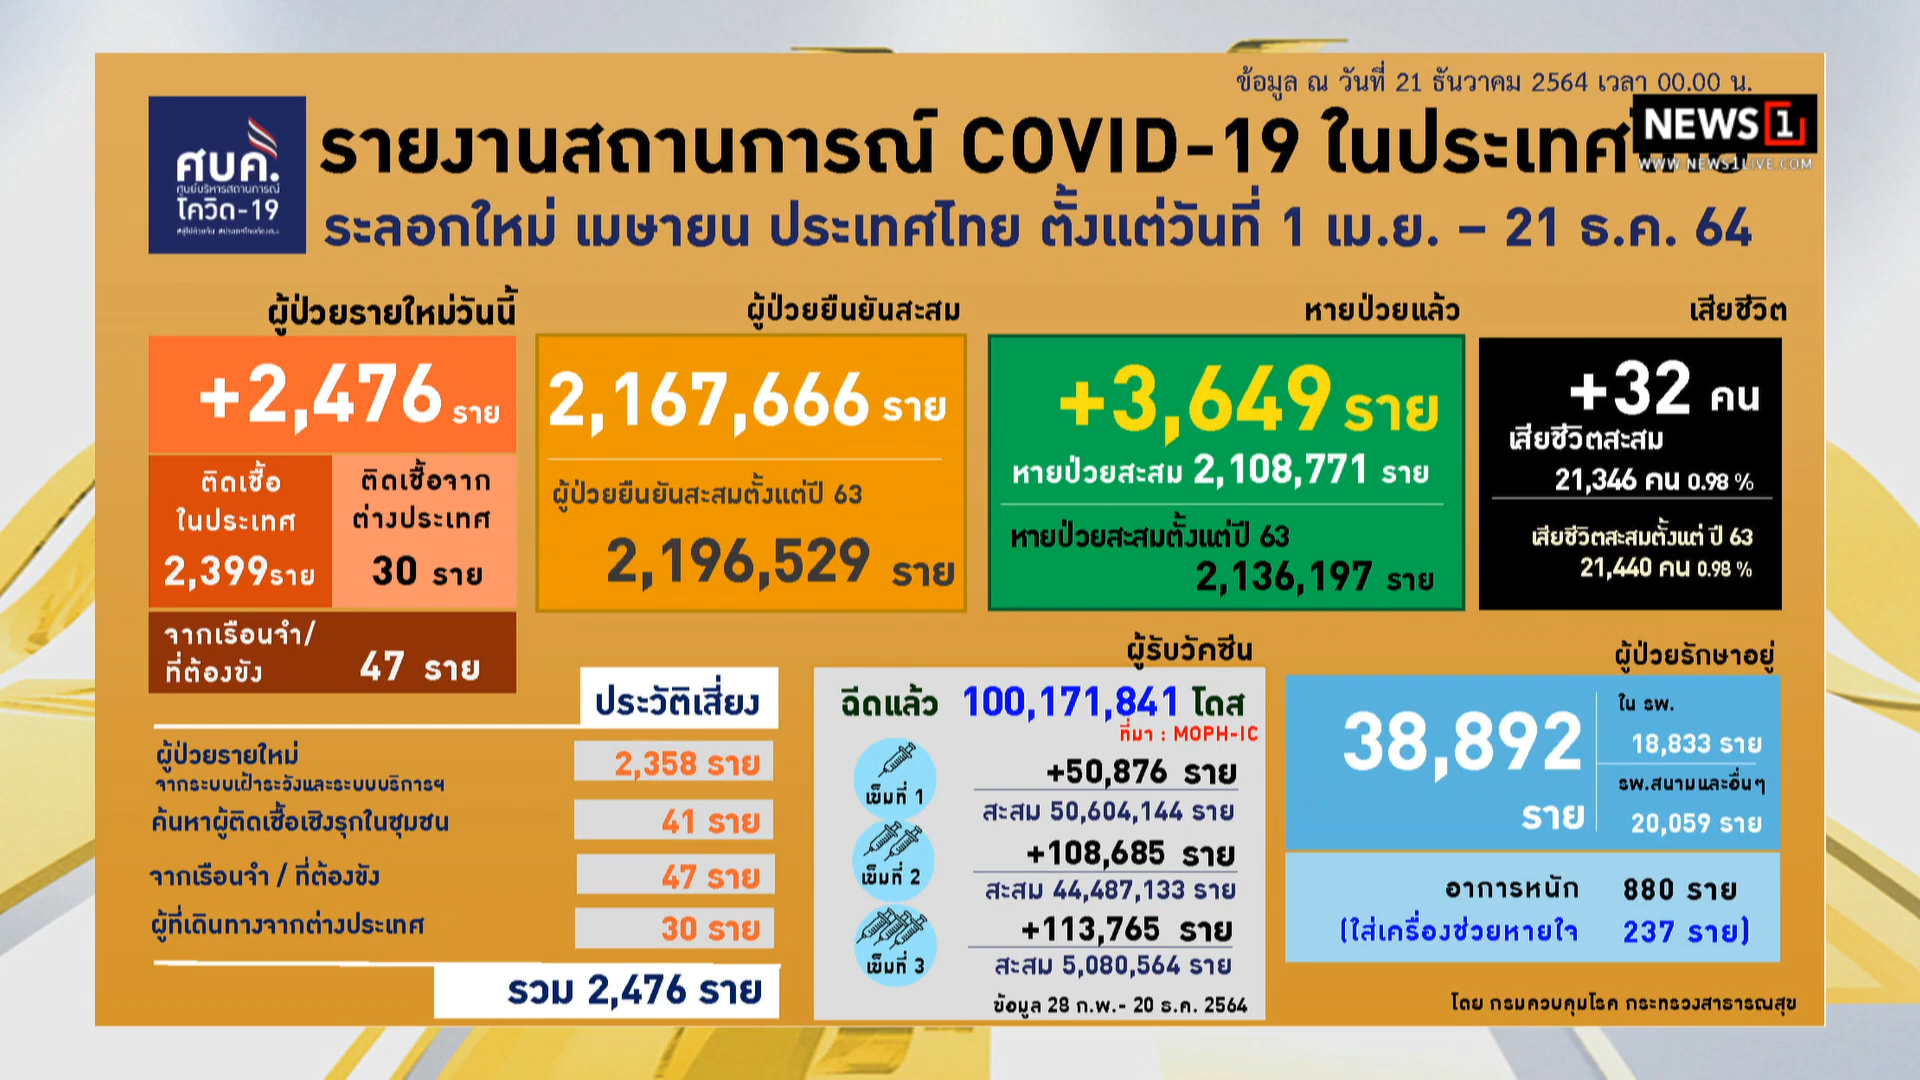 ข้อมูล ณ วันที่ 21 ธันวาคม 2564 เวลา 00.00 น.
NEWS 1
WWW.NEWS1LIVE.COM
ศบค.
ศูนย์บริหารสถานการณ์
โควิด-19
รายงานสถานการณ์ COVID-19 ในประเทศ
ระลอกใหม่ เมษายน ประเทศไทย ตั้งแต่วันที่ 1 เม.ย. – 21 ธ.ค. 64
ผู้ป่วยรายใหม่วันนี้
+2,476 ราย
ติดเชื้อ
ในประเทศ
2,399ราย
ติดเชื้อจาก
ต่างประเทศ
30 ราย
จากเรือนจำ/
ที่ต้องขัง
47 ราย
ผู้ป่วยยืนยันสะสม
2,167,666 ราย
ผู้ป่วยยืนยันสะสมตั้งแต่ปี 63
2,196,529 ราย
หายป่วยแล้ว
+3,649 ราย
หายป่วยสะสม 2,108,771 ราย
หายป่วยสะสมตั้งแต่ปี 63
2,136,197 ราย
เสียชีวิต
+32 คน
เสียชีวิตสะสม
21,346 คน 0.98 %
เสียชีวิตสะสมตั้งแต่ ปี 63
21,440 คน 0.98 %
ประวัติเสี่ยง
ผู้ป่วยรายใหม่
จากระบบเฝ้าระวังและระบบบริการฯ
2,358 ราย
ค้นหาผู้ติดเชื้อเชิงรุกในชุมชน
41 ราย
จากเรือนจำ / ที่ต้องขัง
47 ราย
ผู้ที่เดินทางจากต่างประเทศ
30 ราย
รวม 2,476 ราย
ผู้รับวัคซีน
ฉีดแล้ว 100,171,841 โดส
ที่มา : MOPH-IC
เข็มที่ 1
+50,876 ราย
สะสม 50,604,144 ราย
เข็มที่ 2
+108,685 ราย
สะสม 44,487,133 ราย
เข็มที่ 3
+113,765 ราย
สะสม 5,080,564 ราย
ข้อมูล 28 ก.พ.- 20 ธ.ค. 2564
ผู้ป่วยรักษาอยู่
38,892
ราย
ใน รพ.
18,833 ราย
รพ.สนามและอื่นๆ
20,059 ราย
อาการหนัก 880 ราย
(ใส่เครื่องช่วยหายใจ 237 ราย)
โดย กรมควบคุมโรค กระทรวงสาธารณสุข